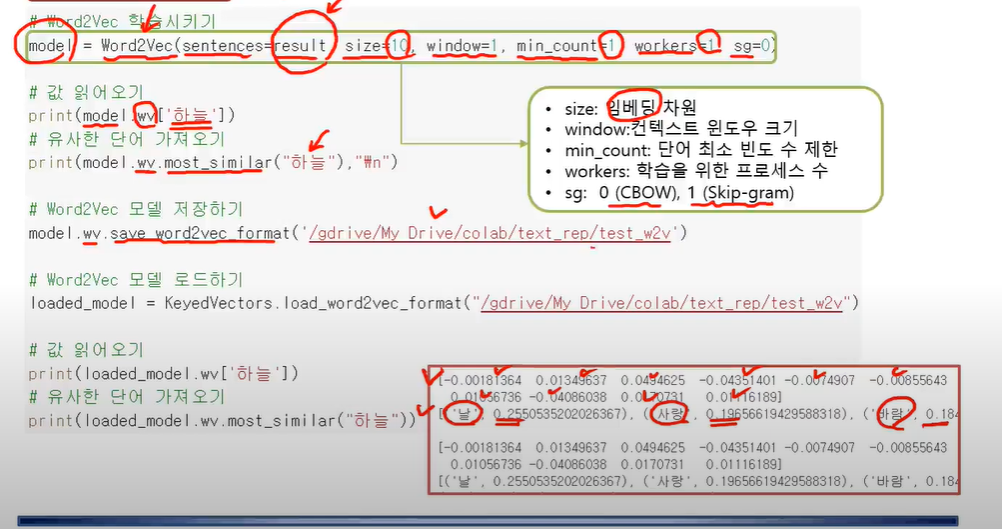 # Word2Vec 학습시키기
model = Word2Vec(sentences=result, size=10, window=1, min_count=1, workers=1, sg=0)
# 값 읽어오기
print(model.wv['하늘'])
# 유사한 단어 가져오기
print(model.wv.most_similar("하늘"),"\n")
• size: 임베딩 차원
• window:컨텍스트 윈도우 크기
• min_count: 단어 최소 빈도 수 제한
• workers: 학습을 위한 프로세스 수
• sg: 0 (CBOW), 1 (Skip-gram)
# Word2Vec 모델 저장하기
model.wv.save_word2vec_format('/gdrive/My Drive/colab/text_rep/test_w2v')
# Word2Vec 모델 로드하기
loaded_model = KeyedVectors.load_word2vec_format("/gdrive/My Drive/colab/text_rep/test_w2v")
# 값 읽어오기
print(loaded_model.wv['하늘'])
# 유사한 단어 가져오기
print(loaded_model.wv.most_similar("하늘"))
[-0.00181364 0.01349637 0.0494625 -0.04351401 -0.0074907 -0.00855643
0.01056736 -0.04086038 0.0170731 0.01116189]
[('날', 0.2550535202026367), ('사랑', 0.19656619429588318), ('바람', 0.184
[-0.00181364 0.01349637 0.0494625 -0.04351401 -0.0074907 -0.00855643
0.01056736 -0.04086038 0.0170731 0.01116189]
[('날', 0.2550535202026367), ('사랑', 0.19656619429588318), ('바람', 0.184